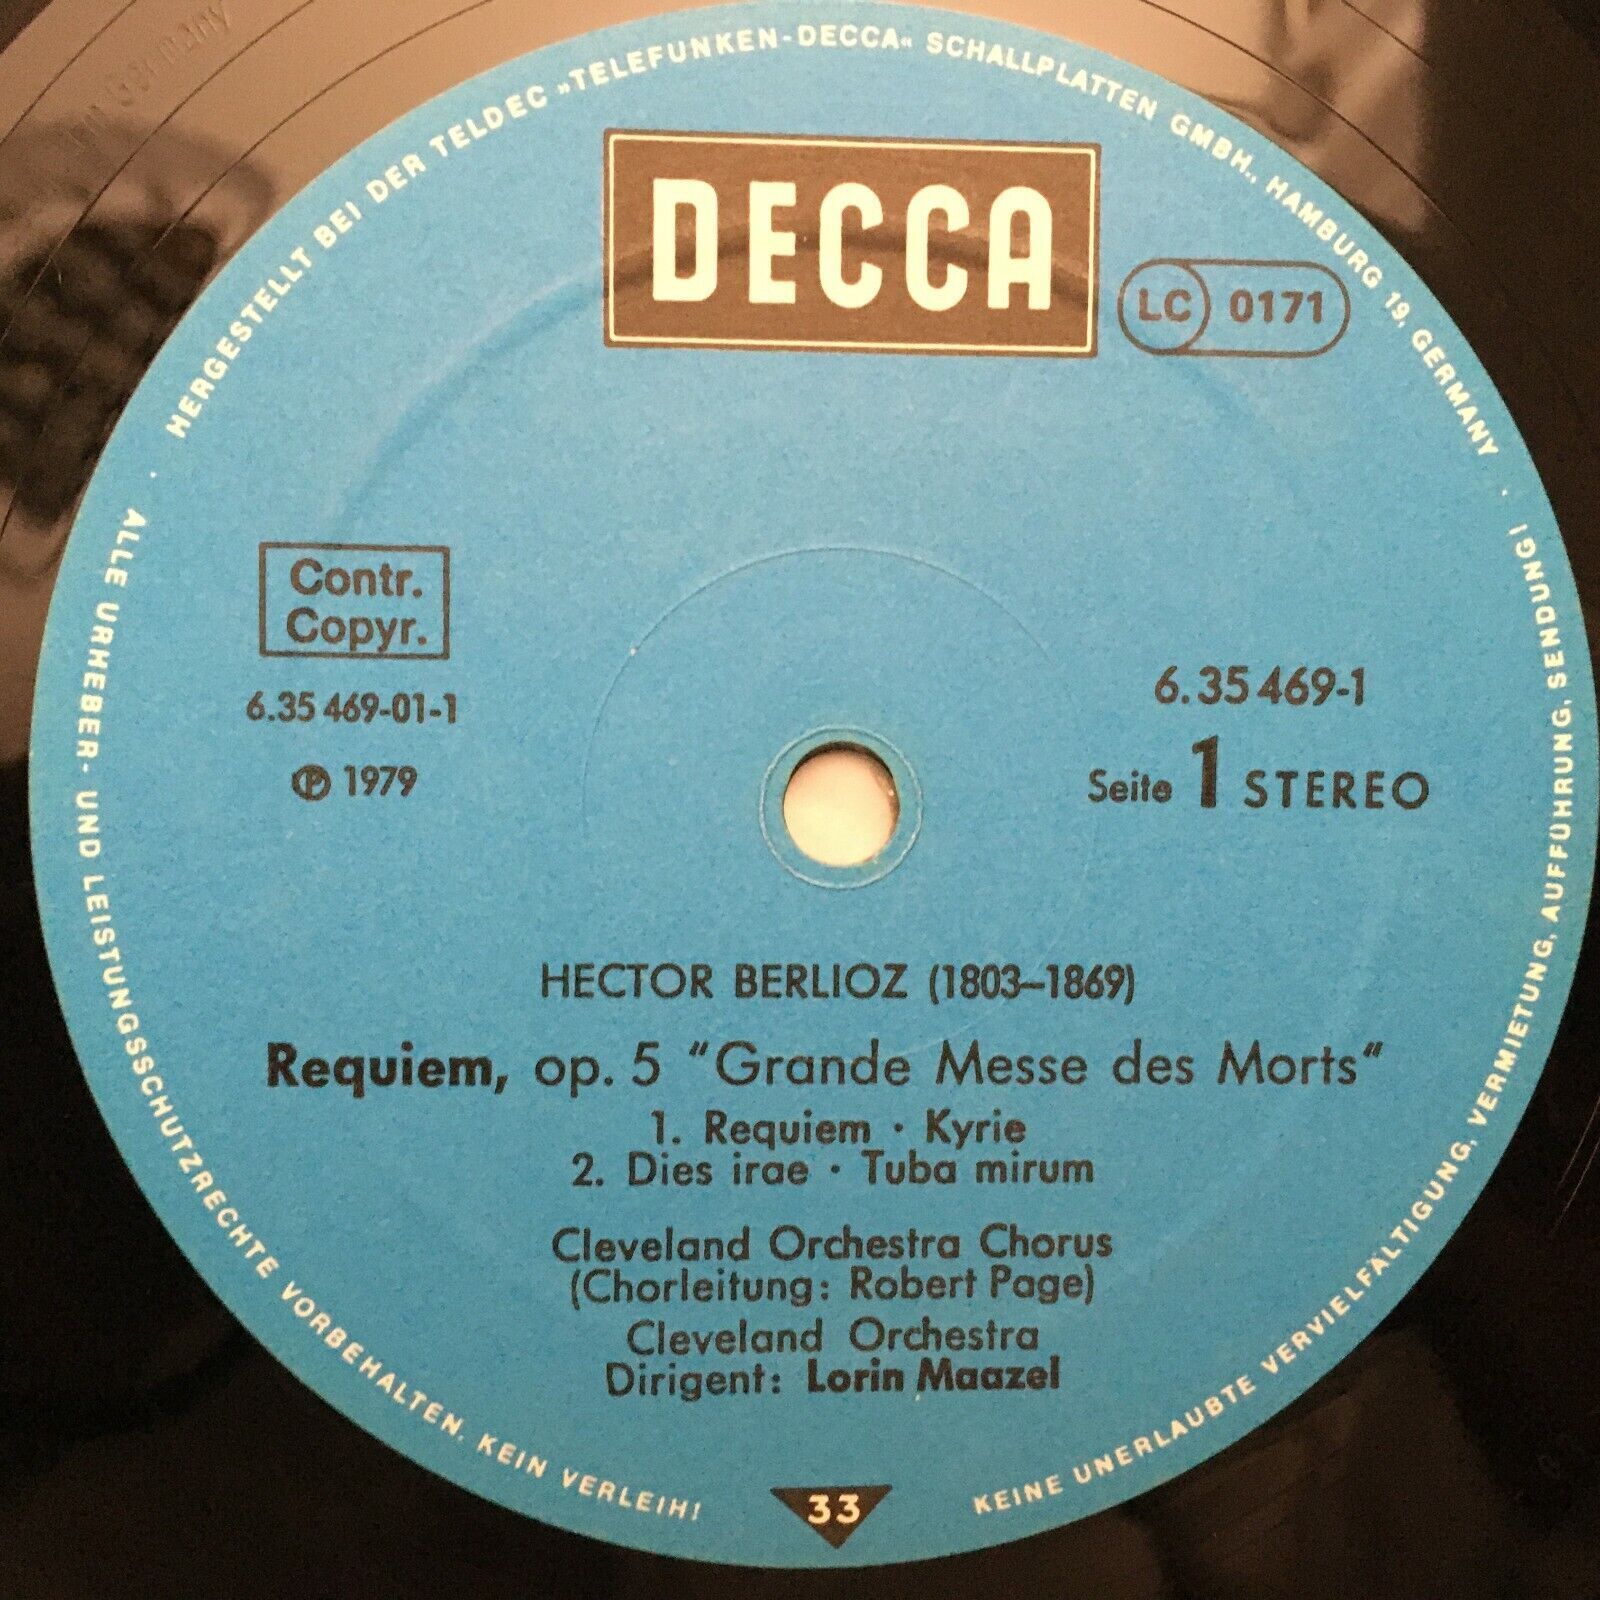 HERGESTELLT BEI DER TELDEC »TELEFUNKEN-DECCA« SCHALLPLATTEN GMBH., HAMBURG 19, GERMANY ·
DECCA
LC 0171
Contr.
Copyr.
6.35 469-01-1
℗ 1979
6.35 469-1
Seite 1 STEREO
HECTOR BERLIOZ (1803–1869)
Requiem, op. 5 "Grande Messe des Morts"
1. Requiem · Kyrie
2. Dies irae · Tuba mirum
Cleveland Orchestra Chorus
(Chorleitung: Robert Page)
Cleveland Orchestra
Dirigent: Lorin Maazel
33
· ALLE URHEBER- UND LEISTUNGSSCHUTZRECHTE VORBEHALTEN, KEIN VERLEIH!
KEINE UNERLAUBTE VERVIELFÄLTIGUNG, VERMIETUNG, AUFFÜHRUNG, SENDUNG!